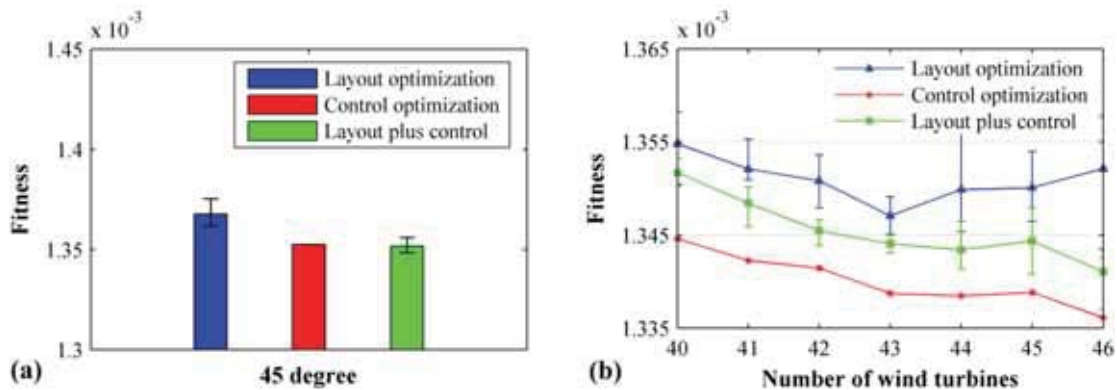 x 10⁻³
1.45
1.4
1.35
1.3
Fitness
Layout optimization
Control optimization
Layout plus control
(a)
45 degree
x 10⁻³
1.365
1.355
1.345
1.335
Fitness
Layout optimization
Control optimization
Layout plus control
40 41 42 43 44 45 46
(b)
Number of wind turbines